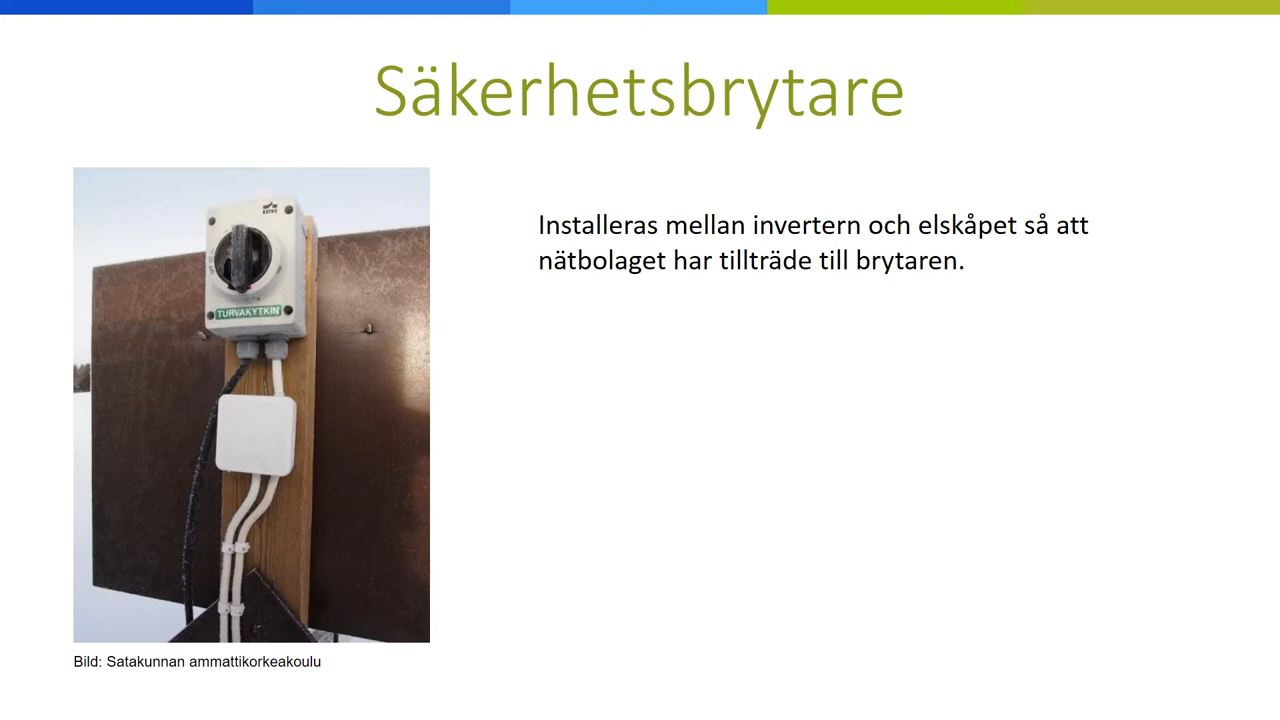 Säkerhetsbrytare
Installeras mellan invertern och elskåpet så att
nätbolaget har tillträde till brytaren.
TURVAKYTKIN
Bild: Satakunnan ammattikorkeakoulu